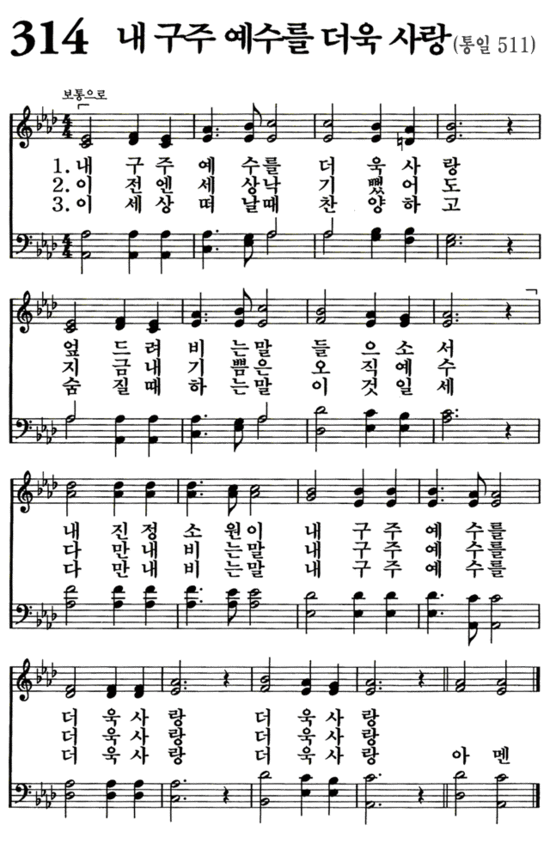 314 내 구주 예수를 더욱 사랑 (통일 511)
보통으로
1. 내 구주 예수를 더욱 사랑
2. 이전엔 세상낙 기뻤어도
3. 이 세상 떠날때 찬양하고
엎드려 비는말 들으소서
지금내 기쁨은 오직예수
숨질때 하는말 이것일세
내 진정 소원이 내 구주 예수를
다만내 비는말 내 구주 예수를
다만내 비는말 내 구주 예수를
더욱사랑 더욱사랑
더욱사랑 더욱사랑
더욱사랑 더욱사랑 아멘